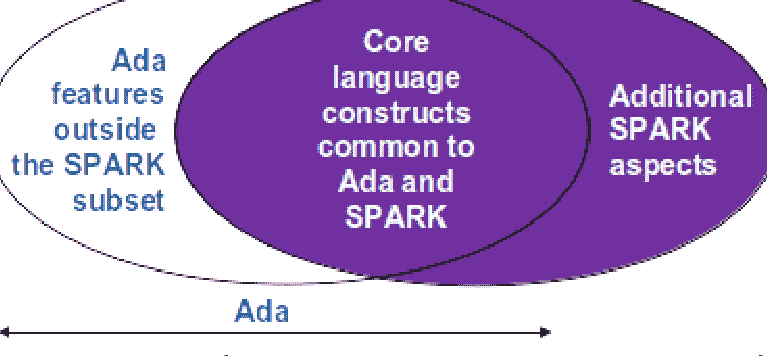 Ada
features
outside
the SPARK
subset
Core
language
constructs
common to
Ada and
SPARK
Additional
SPARK
aspects
Ada